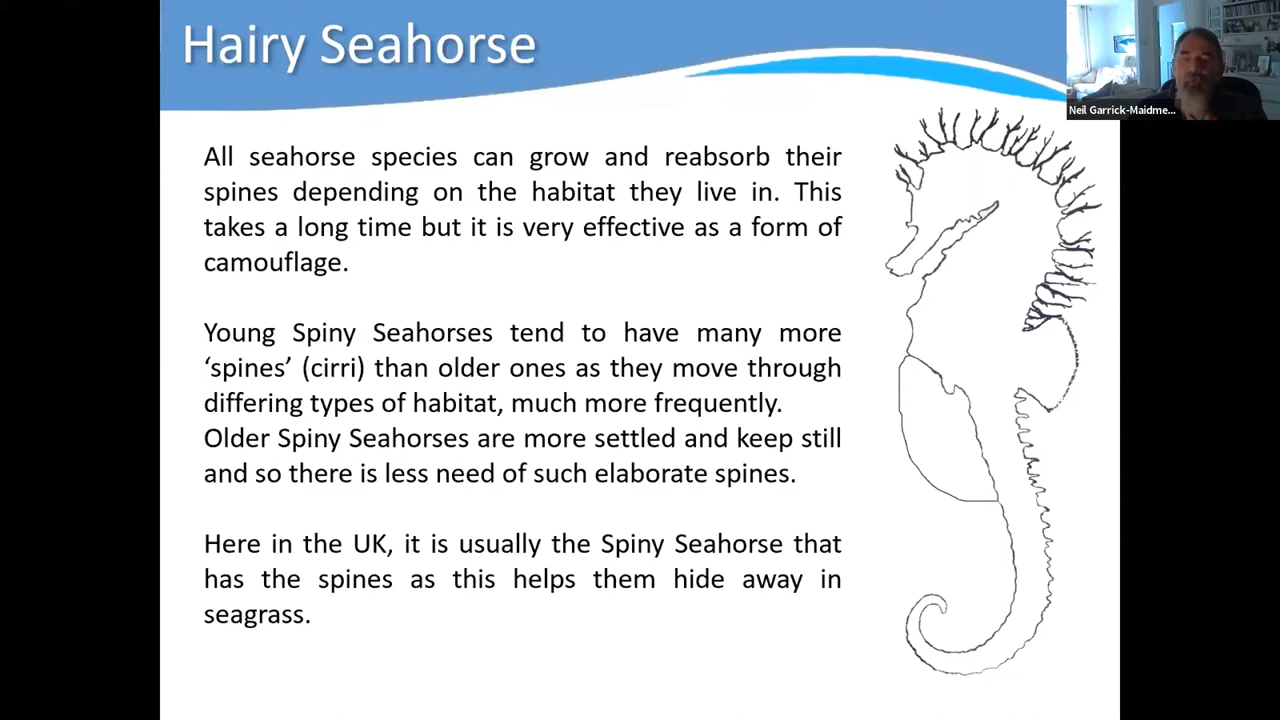 Hairy Seahorse
Neil Garrick-Maidme...
All seahorse species can grow and reabsorb their
spines depending on the habitat they live in. This
takes a long time but it is very effective as a form of
camouflage.
Young Spiny Seahorses tend to have many more
‘spines’ (cirri) than older ones as they move through
differing types of habitat, much more frequently.
Older Spiny Seahorses are more settled and keep still
and so there is less need of such elaborate spines.
Here in the UK, it is usually the Spiny Seahorse that
has the spines as this helps them hide away in
seagrass.